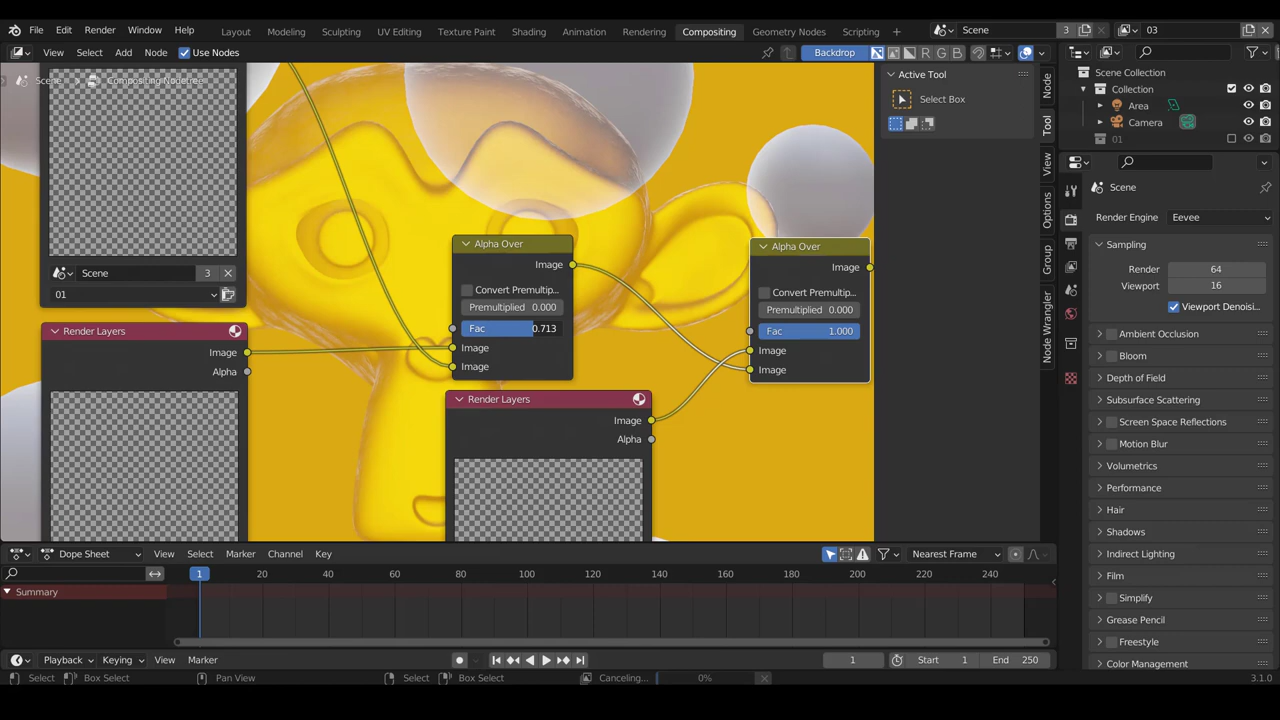 File Edit Render Window Help Layout Modeling Sculpting UV Editing Texture Paint Shading Animation Rendering Compositing Geometry Nodes Scripting + Scene 3 03
View Select Add Node Use Nodes Backdrop R G B
Scene Compositing Nodetree
Active Tool
Select Box
Node
Tool
View
Options
Group
Node Wrangler
Scene 3
01
Render Layers
Image
Alpha
Alpha Over
Image
Convert Premultip...
Premultiplied 0.000
Fac 0.713
Image
Image
Render Layers
Image
Alpha
Alpha Over
Image
Convert Premultip...
Premultiplied 0.000
Fac 1.000
Image
Image
Scene Collection
Collection
Area
Camera
01
Scene
Render Engine Eevee
Sampling
Render 64
Viewport 16
Viewport Denoisi...
Ambient Occlusion
Bloom
Depth of Field
Subsurface Scattering
Screen Space Reflections
Motion Blur
Volumetrics
Performance
Hair
Shadows
Indirect Lighting
Film
Simplify
Grease Pencil
Freestyle
Color Management
Dope Sheet View Select Marker Channel Key Nearest Frame
1 20 40 60 80 100 120 140 160 180 200 220 240
Summary
Playback Keying View Marker 1 Start 1 End 250
Select Box Select Pan View Select Box Select Canceling... 0% 3.1.0